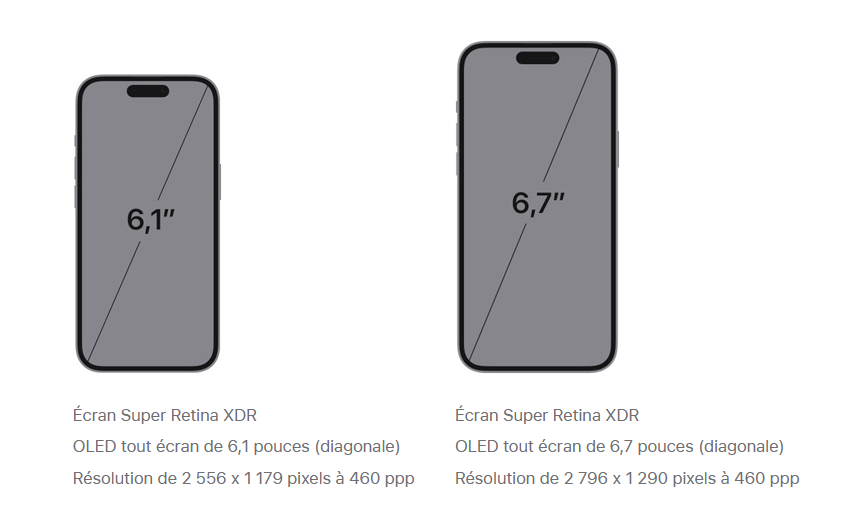 6,1″
6,7″
Écran Super Retina XDR
OLED tout écran de 6,1 pouces (diagonale)
Résolution de 2 556 x 1 179 pixels à 460 ppp
Écran Super Retina XDR
OLED tout écran de 6,7 pouces (diagonale)
Résolution de 2 796 x 1 290 pixels à 460 ppp